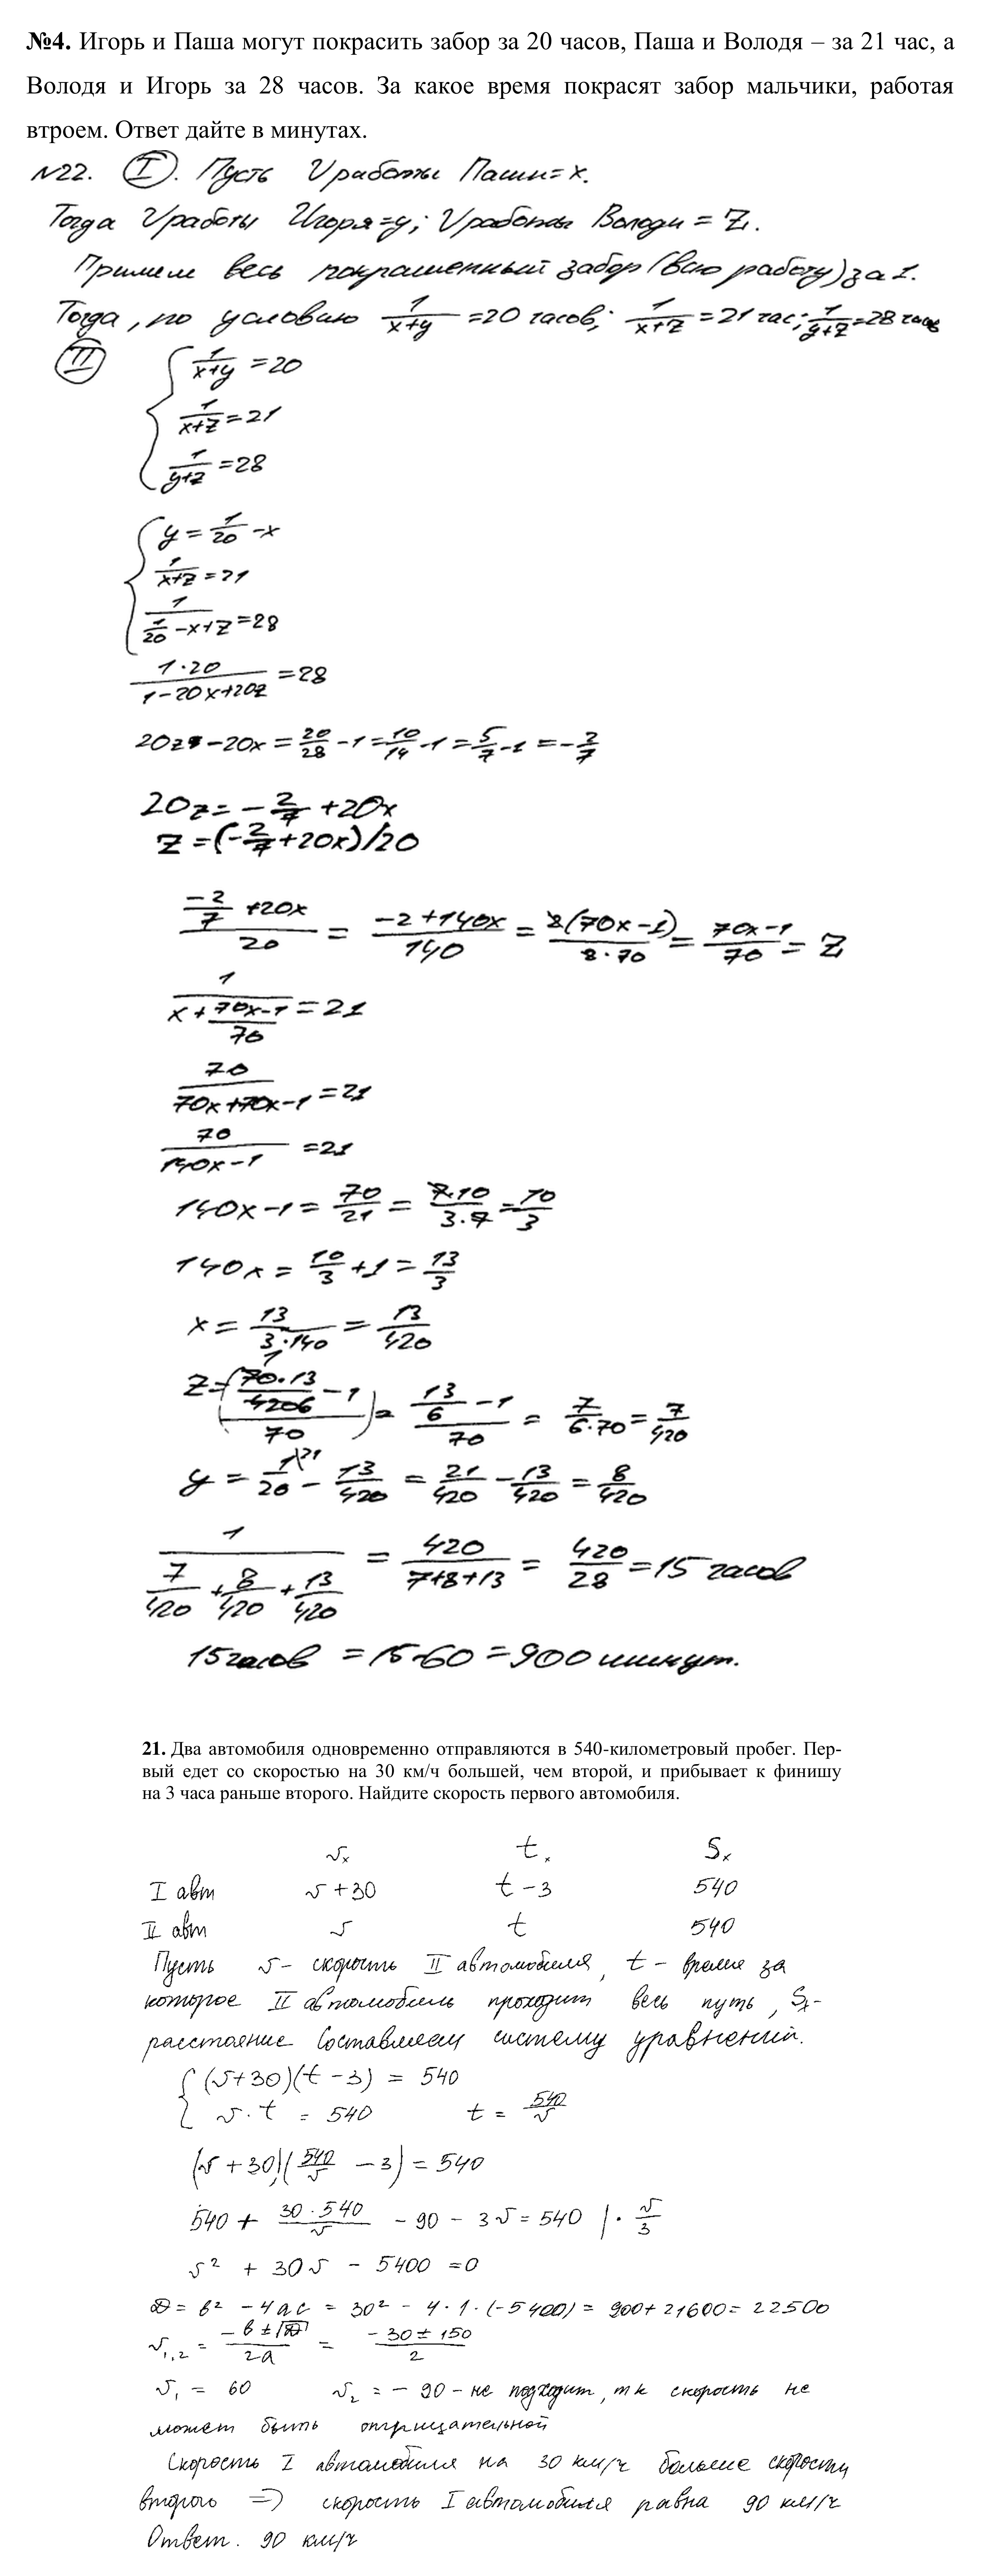 №4. Игорь и Паша могут покрасить забор за 20 часов, Паша и Володя – за 21 час, а
Володя и Игорь за 28 часов. За какое время покрасят забор мальчики, работая
втроем. Ответ дайте в минутах.
N22. I. Пусть V работы Паши=x.
Тогда V работы Игоря=y; V работы Володи = Z.
Примем весь покрашенный забор (всю работу) за 1.
Тогда, по условию 1/(x+y) =20 часов; 1/(x+z) =21 час; 1/(y+z) =28 часов
II
{ 1/(x+y) =20
1/(x+z) =21
1/(y+z) =28
{ y = 1/20 -x
1/(x+z) =21
1/(1/20 -x+z) =28
1·20/(1-20x+20z) =28
20z -20x = 20/28 -1 = 10/14 -1 = 5/7 -1 = -2/7
20z = -2/7 +20x
z = (-2/7 +20x)/20
(-2/7 +20x)/20 = (-2+140x)/140 = 2(70x-1)/(2·70) = (70x-1)/70 = Z
1/(x+(70x-1)/70) =21
70/(70x+70x-1) =21
70/(140x-1) =21
140x-1 = 70/21 = 7·10/(3·7) = 10/3
140x = 10/3 +1 = 13/3
x = 13/(3·140) = 13/420
z = ((70·13/420 6 -1)/70) = (13/6 -1)/70 = 7/(6·70) = 7/420
y = 1\21/20 - 13/420 = 21/420 - 13/420 = 8/420
1/(7/420 + 8/420 + 13/420) = 420/(7+8+13) = 420/28 =15 часов
15 часов =15·60 =900 минут.
21. Два автомобиля одновременно отправляются в 540-километровый пробег. Пер-
вый едет со скоростью на 30 км/ч большей, чем второй, и прибывает к финишу
на 3 часа раньше второго. Найдите скорость первого автомобиля.
vₓ tₓ Sₓ
I авт v +30 t -3 540
II авт v t 540
Пусть v- скорость II автомобиля, t - время за
которое II автомобиль проходит весь путь, Sₓ-
расстояние Составляем систему уравнений.
{ (v+30)(t-3) = 540
v·t = 540 t = 540/v
(v+30)(540/v -3) = 540
540 + 30·540/v - 90 - 3v = 540 | · v/3
v² + 30v - 5400 =0
D = b² -4ac = 30² - 4·1·(-5400) = 900+21600 = 22500
v₁,₂ = (-b±√D)/2a = (-30±150)/2
v₁ = 60 v₂ = -90 - не подходит, тк скорость не
может быть отрицательной
Скорость I автомобиля на 30 км/ч больше скорости
второго => скорость I автомобиля равна 90 км/ч
Ответ. 90 км/ч